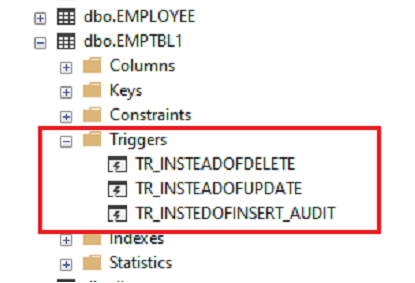 dbo.EMPLOYEE
dbo.EMPTBL1
Columns
Keys
Constraints
Triggers
TR_INSTEADOFDELETE
TR_INSTEADOFUPDATE
TR_INSTEDOFINSERT_AUDIT
Indexes
Statistics